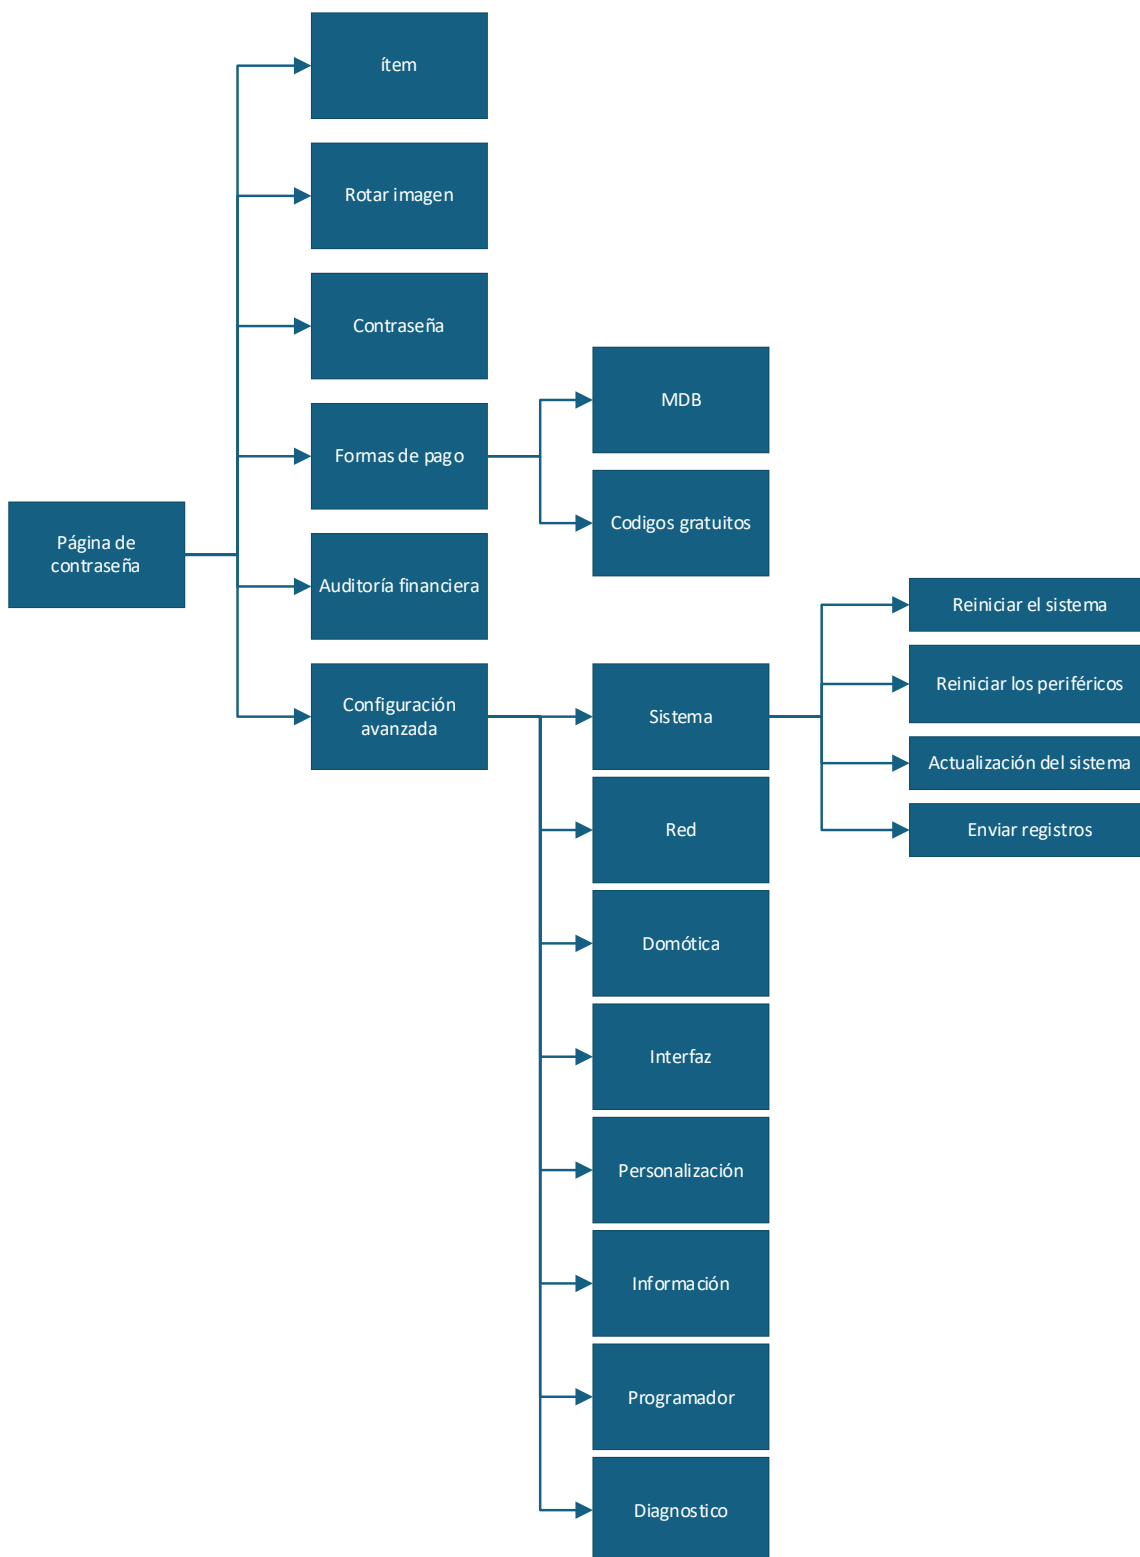 ítem
Rotar imagen
Contraseña
MDB
Formas de pago
Codigos gratuitos
Página de
contraseña
Auditoría financiera
Reiniciar el sistema
Configuración
avanzada
Sistema
Reiniciar los periféricos
Actualización del sistema
Red
Enviar registros
Domótica
Interfaz
Personalización
Información
Programador
Diagnostico